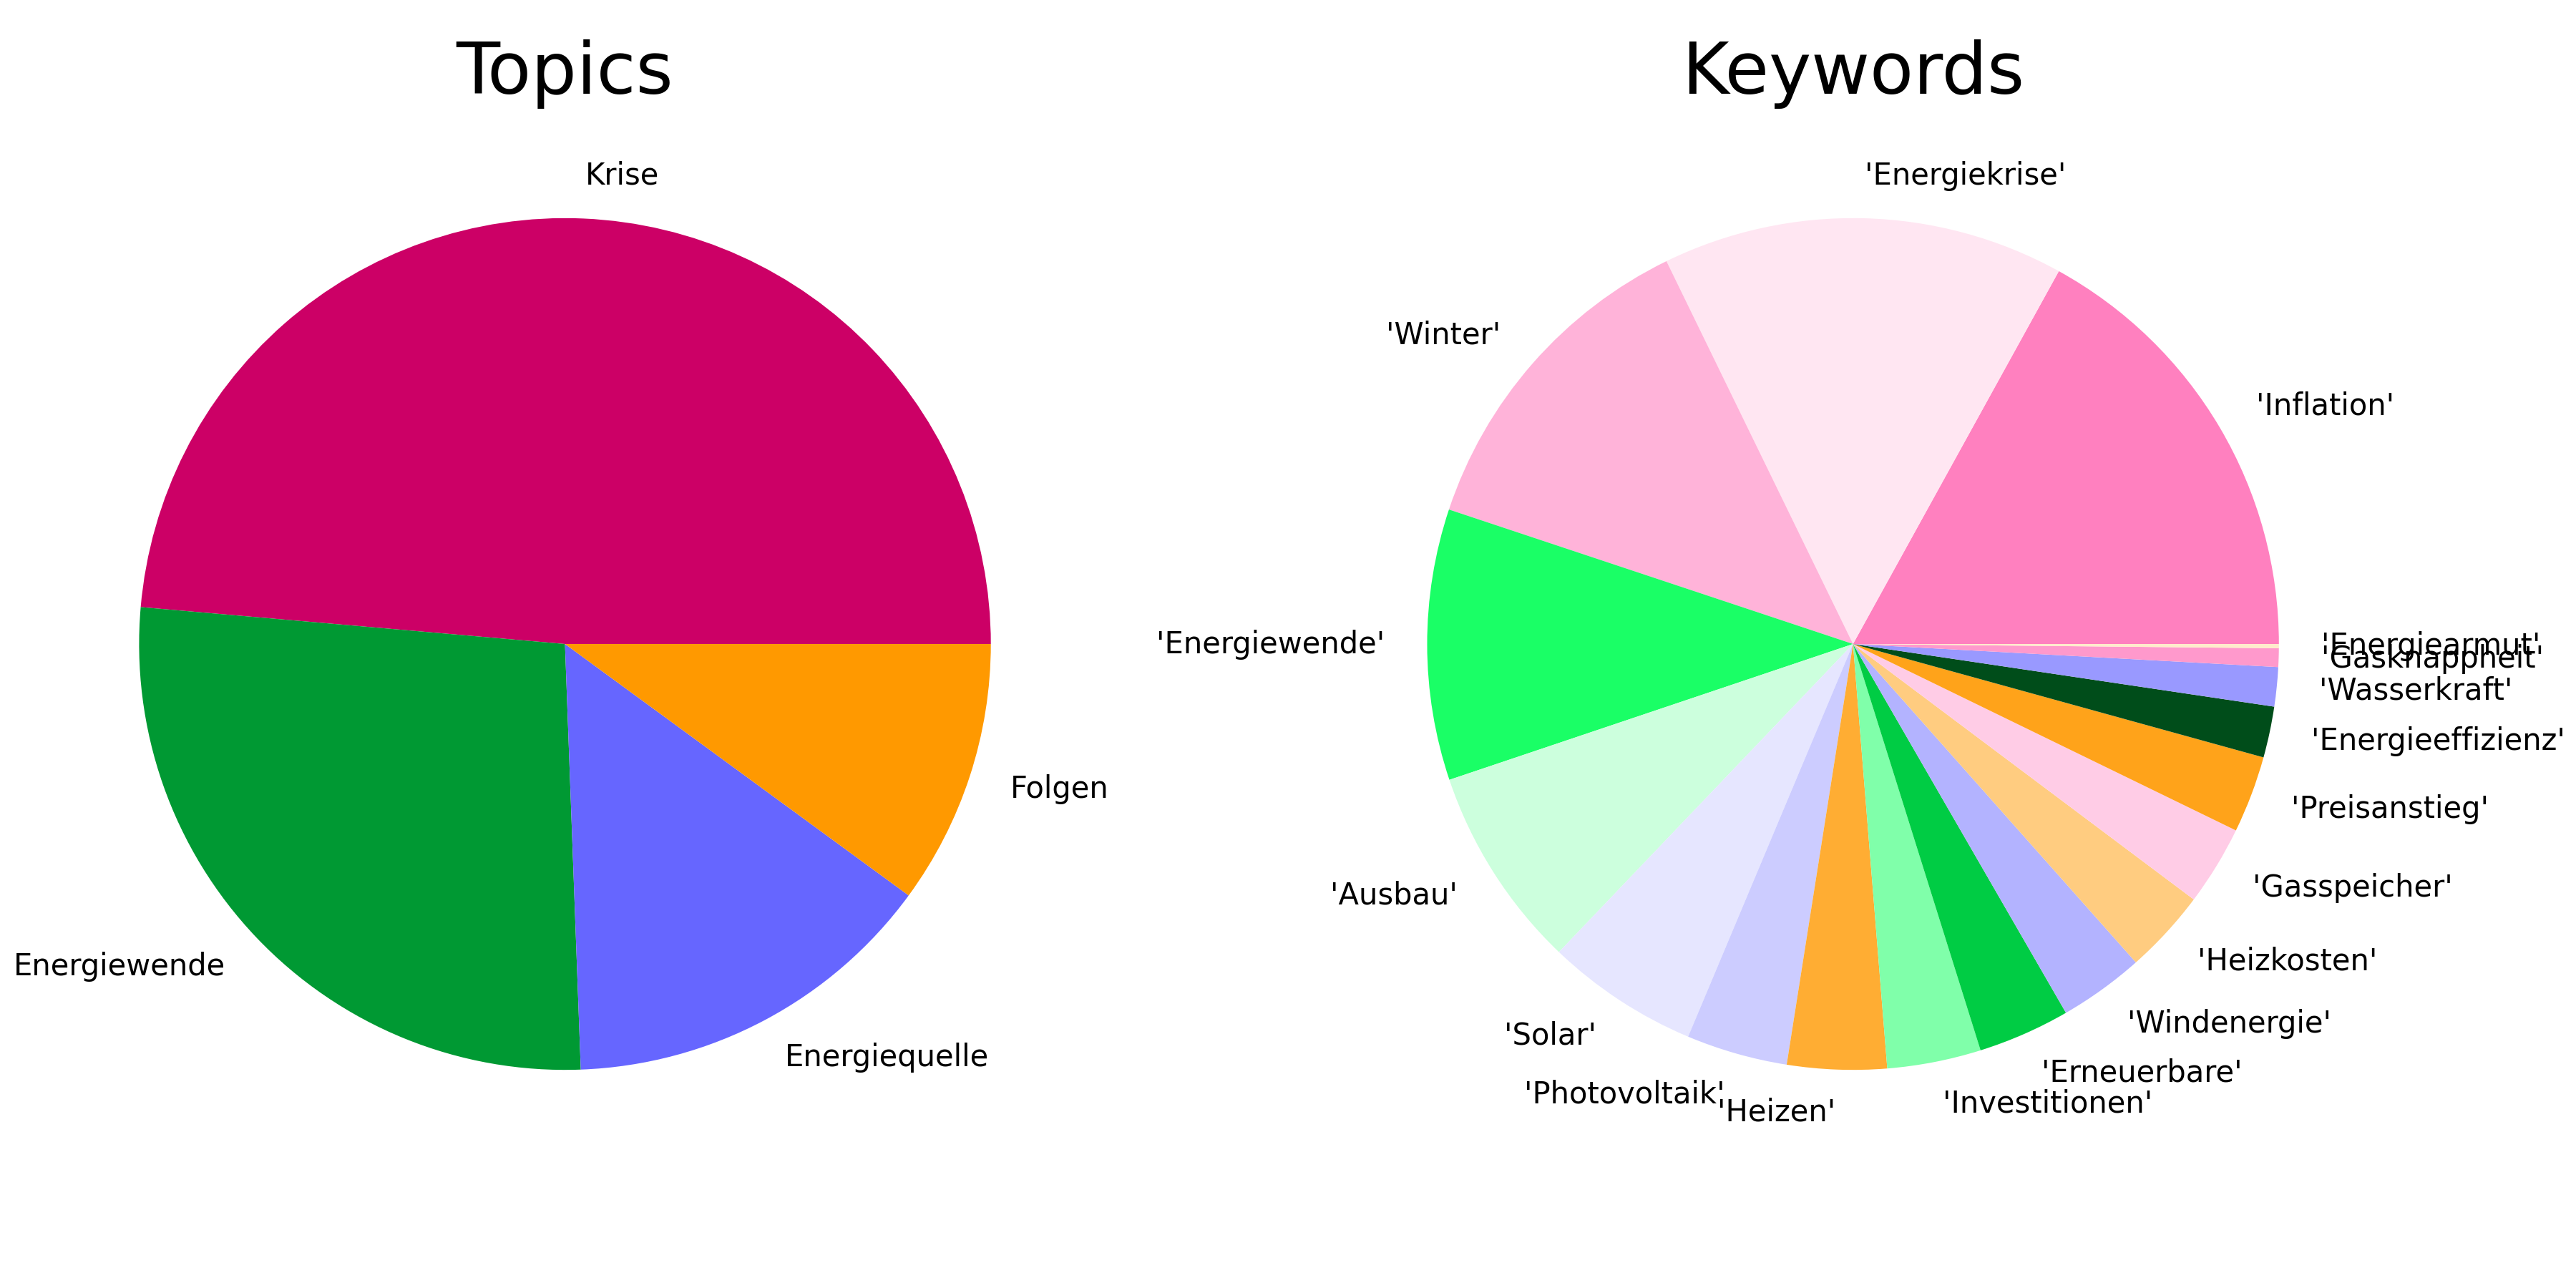 Topics
Krise
Energiewende
Energiequelle
Folgen
Keywords
'Energiekrise'
'Inflation'
'Winter'
'Energiewende'
'Ausbau'
'Solar'
'Photovoltaik'
'Heizen'
'Investitionen'
'Erneuerbare'
'Windenergie'
'Heizkosten'
'Gasspeicher'
'Preisanstieg'
'Energieeffizienz'
'Wasserkraft'
'Gasknappheit'
'Energiearmut'